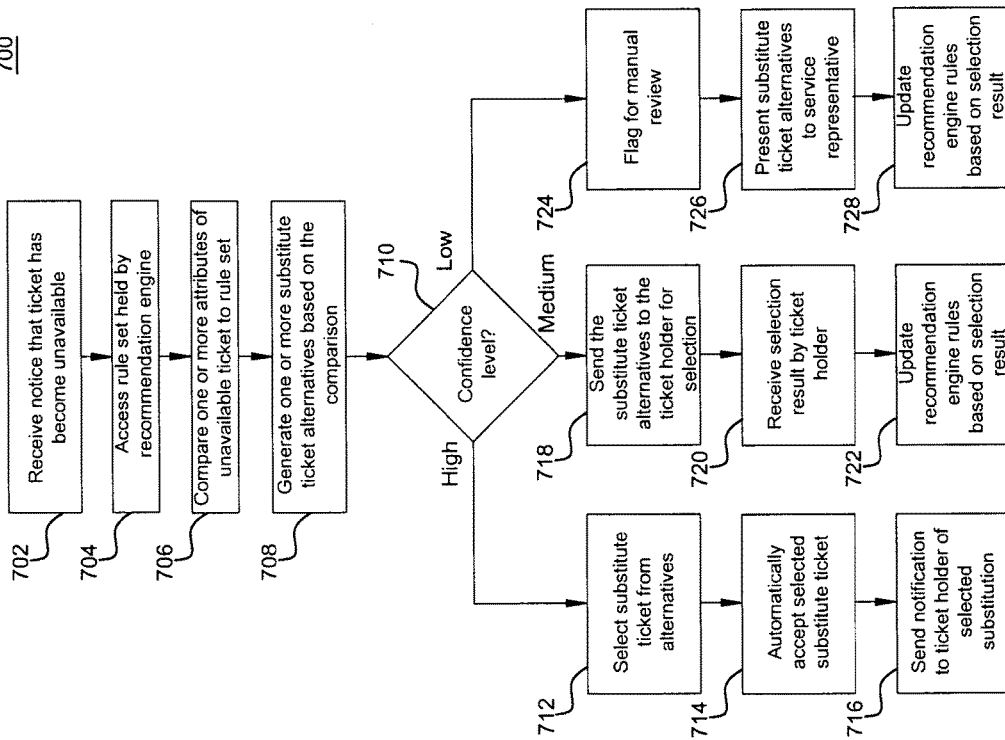 700
Receive notice that ticket has
become unavailable
702
Access rule set held by
recommendation engine
704
Compare one or more attributes of
unavailable ticket to rule set
706
Generate one or more substitute
ticket alternatives based on the
comparison
708
Confidence
level?
710
High
Medium
Low
Select substitute
ticket from
alternatives
712
Automatically
accept selected
substitute ticket
714
Send notification
to ticket holder of
selected
substitution
716
Send the
substitute ticket
alternatives to the
ticket holder for
selection
718
Receive selection
result by ticket
holder
720
Update
recommendation
engine rules
based on selection
result
722
Flag for manual
review
724
Present substitute
ticket alternatives
to service
representative
726
Update
recommendation
engine rules
based on selection
result
728